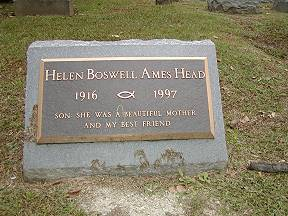 HELEN BOSWELL AMES HEAD
1916 1997
SON SHE WAS A BEAUTIFUL MOTHER
AND MY BEST FRIEND